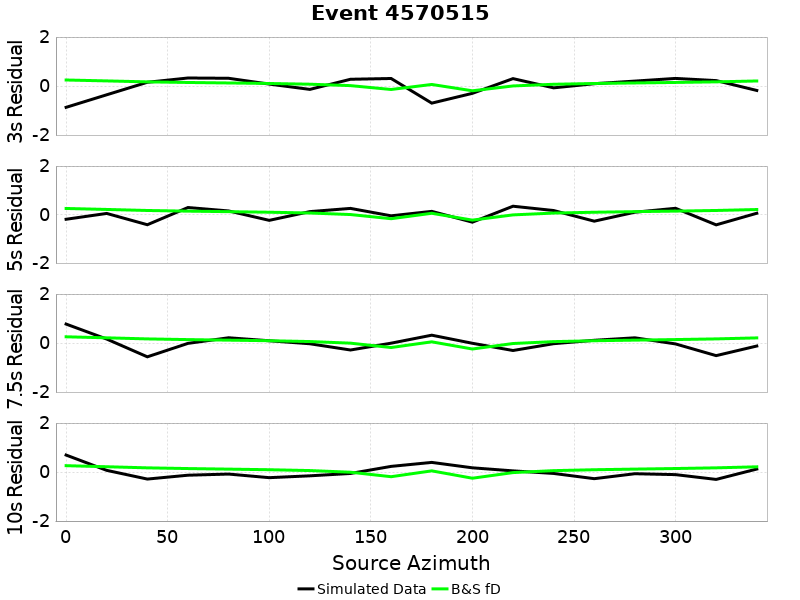 Event 4570515
3s Residual
2
0
-2
5s Residual
2
0
-2
7.5s Residual
2
0
-2
10s Residual
2
0
-2
0 50 100 150 200 250 300
Source Azimuth
Simulated Data B&S fD